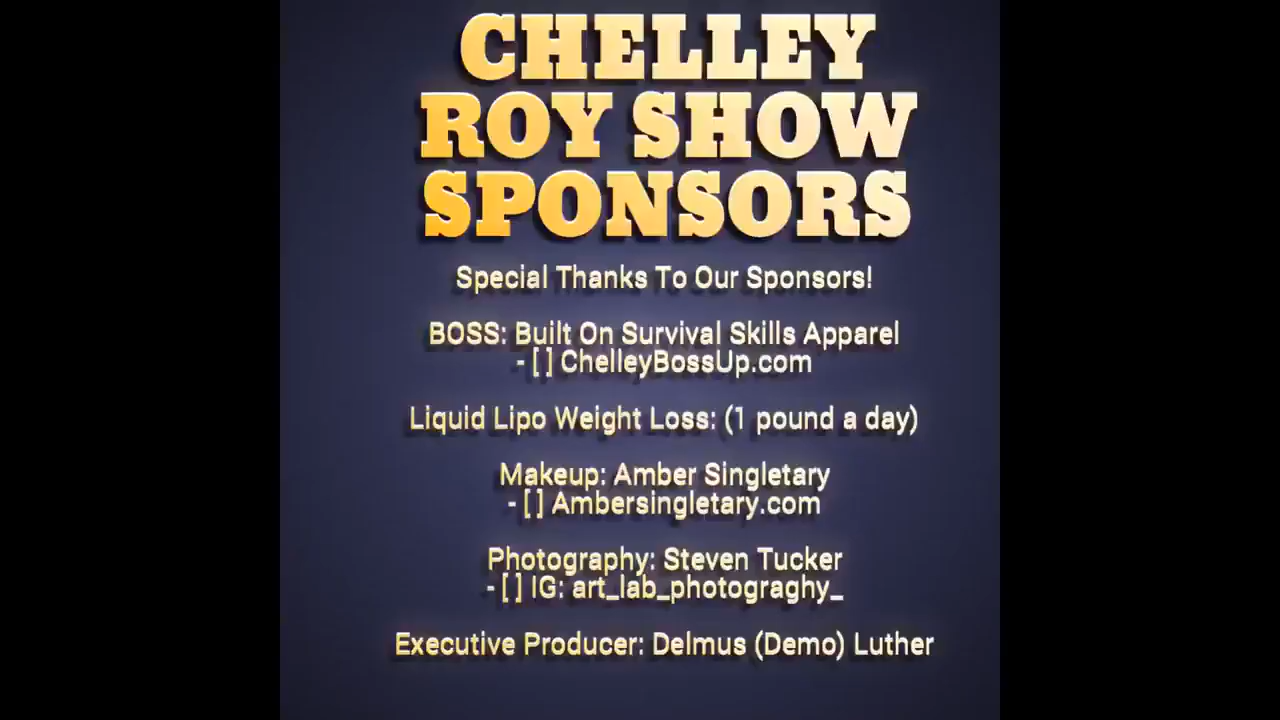 CHELLEY
ROY SHOW
SPONSORS
Special Thanks To Our Sponsors!
BOSS: Built On Survival Skills Apparel
- [ ] ChelleyBossUp.com
Liquid Lipo Weight Loss: (1 pound a day)
Makeup: Amber Singletary
- [ ] Ambersingletary.com
Photography: Steven Tucker
- [ ] IG: art_lab_photograghy_
Executive Producer: Delmus (Demo) Luther